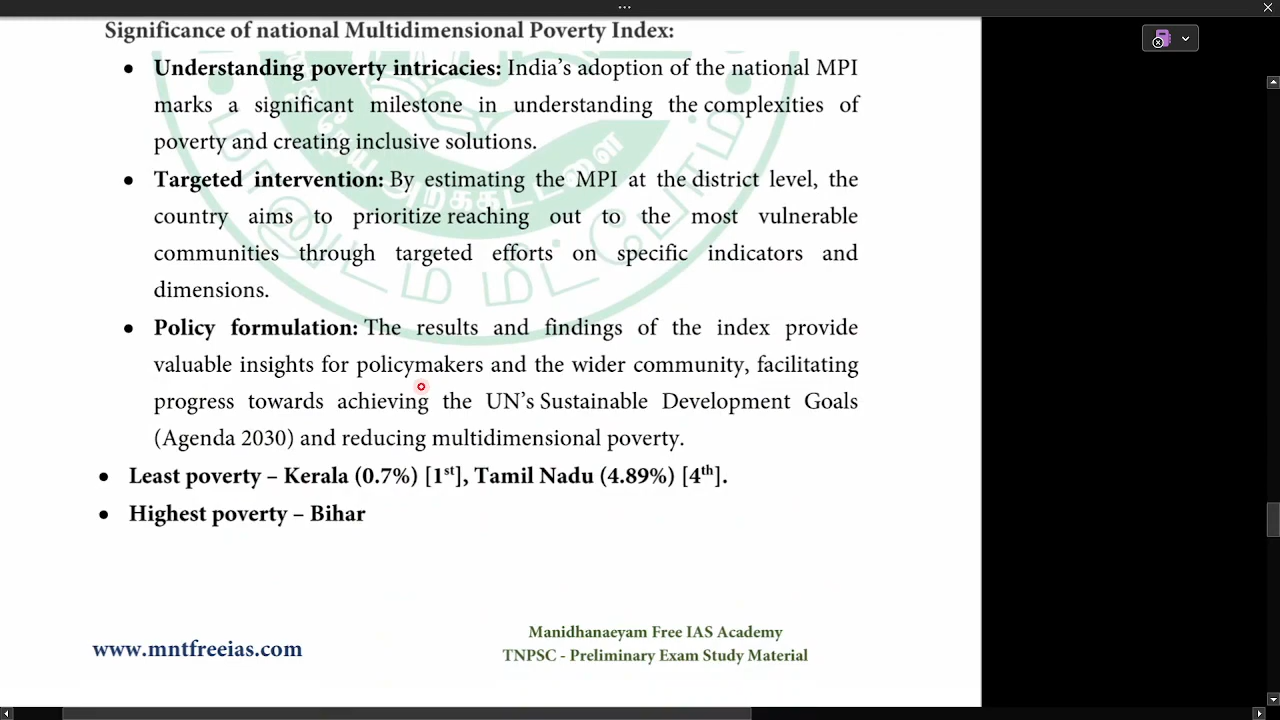 Significance of national Multidimensional Poverty Index:
• Understanding poverty intricacies: India’s adoption of the national MPI
marks a significant milestone in understanding the complexities of
poverty and creating inclusive solutions.
• Targeted intervention: By estimating the MPI at the district level, the
country aims to prioritize reaching out to the most vulnerable
communities through targeted efforts on specific indicators and
dimensions.
• Policy formulation: The results and findings of the index provide
valuable insights for policymakers and the wider community, facilitating
progress towards achieving the UN’s Sustainable Development Goals
(Agenda 2030) and reducing multidimensional poverty.
• Least poverty – Kerala (0.7%) [1st], Tamil Nadu (4.89%) [4th].
• Highest poverty – Bihar
www.mntfreeias.com
Manidhanaeyam Free IAS Academy
TNPSC - Preliminary Exam Study Material